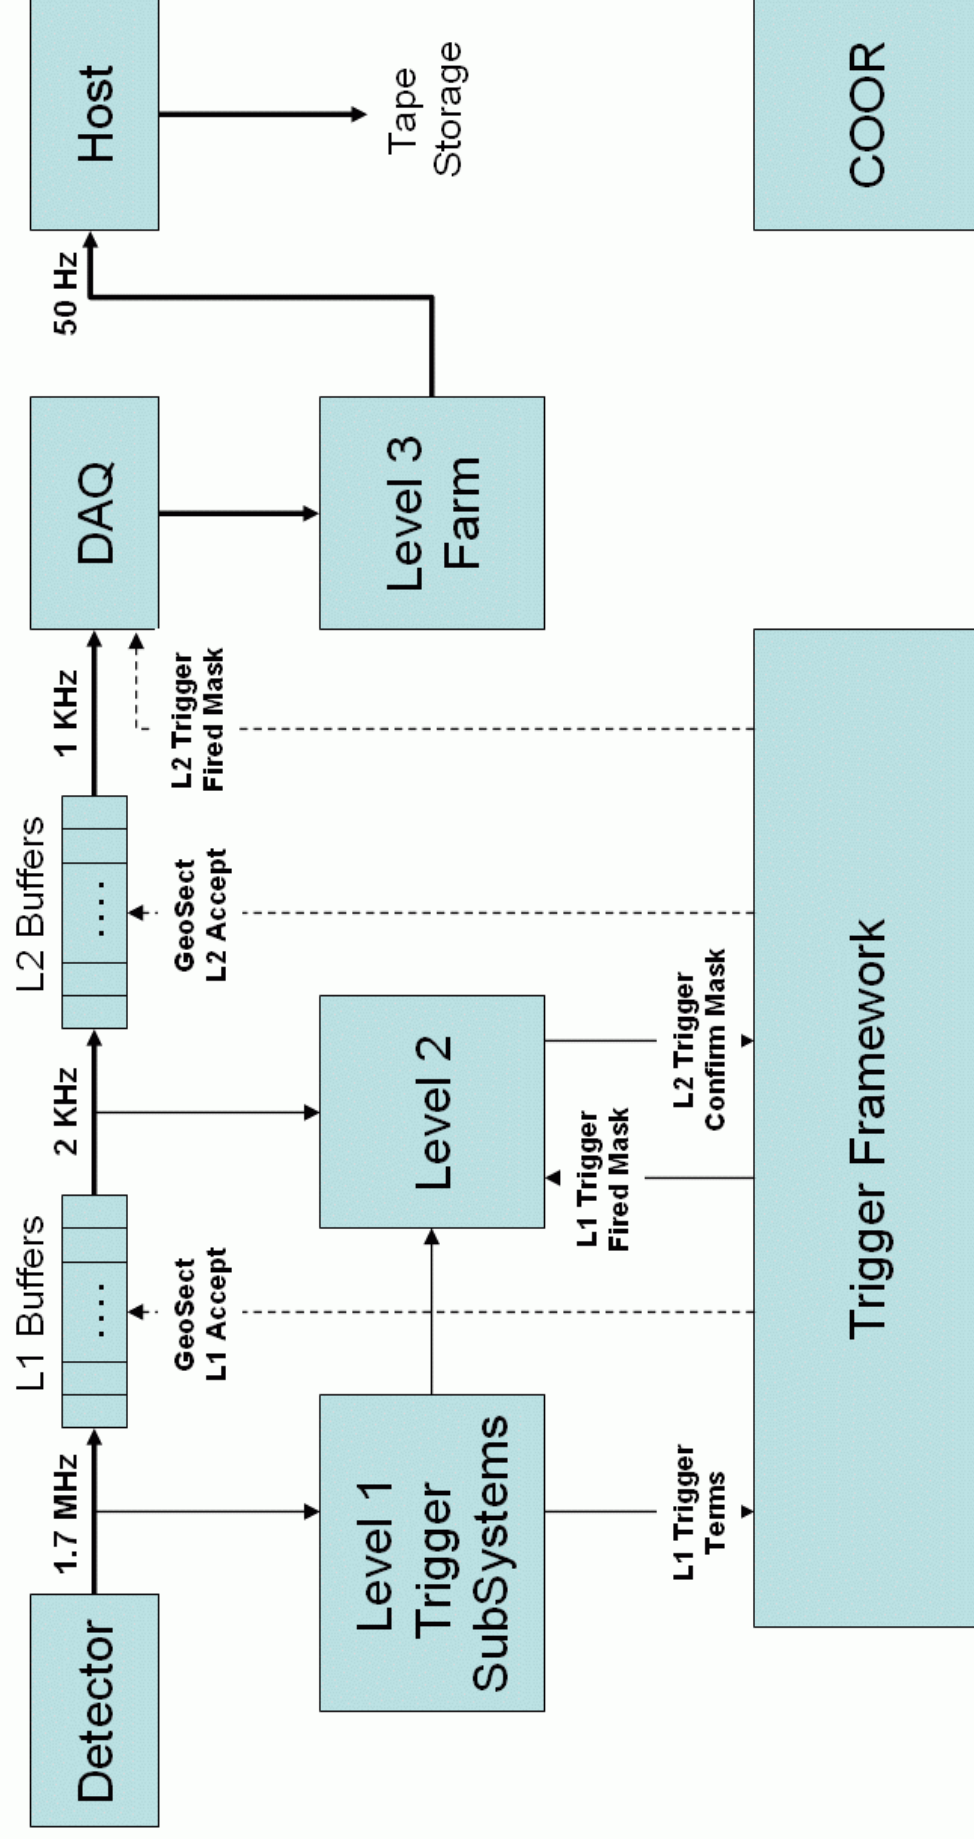 L1 Buffers
L2 Buffers
Detector
1.7 MHz
2 KHz
1 KHz
DAQ
50 Hz
Host
GeoSect
L1 Accept
GeoSect
L2 Accept
L2 Trigger
Fired Mask
Level 1
Trigger
SubSystems
Level 2
Level 3
Farm
Tape
Storage
L1 Trigger
Fired Mask
L1 Trigger
Terms
L2 Trigger
Confirm Mask
Trigger Framework
COOR